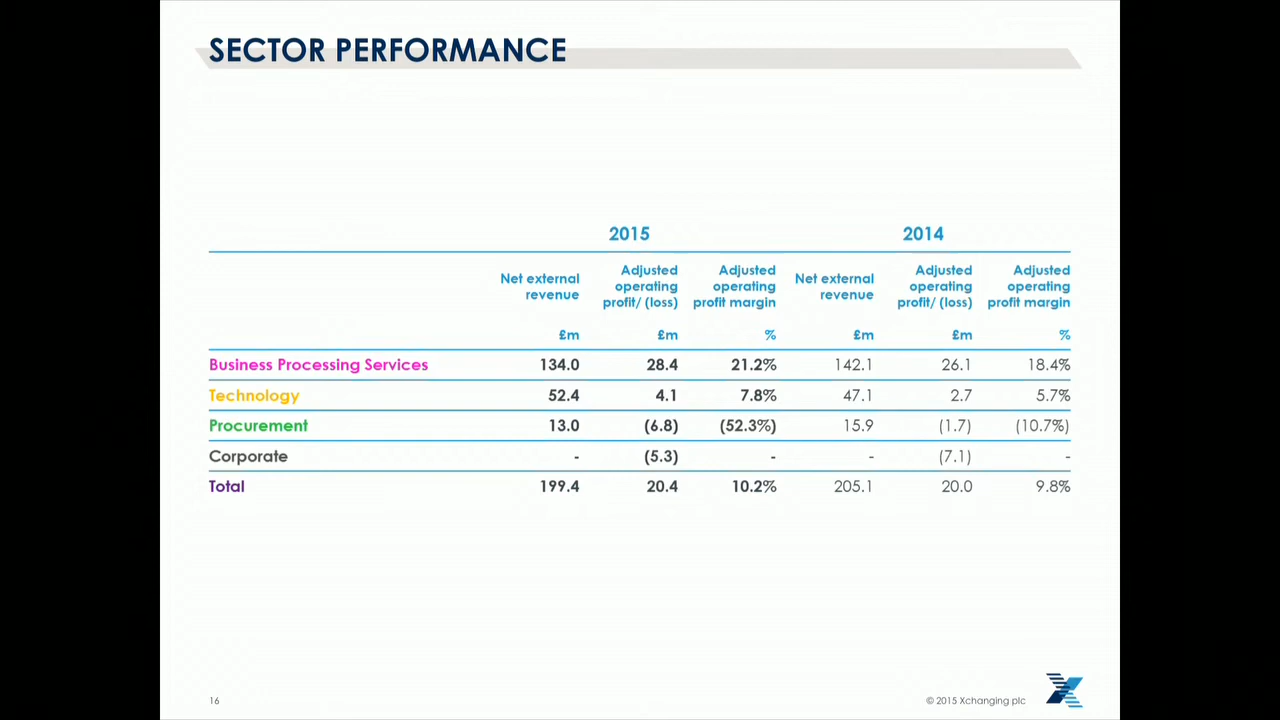 SECTOR PERFORMANCE
2015 2014
Net external revenue Adjusted operating profit/ (loss) Adjusted operating profit margin Net external revenue Adjusted operating profit/ (loss) Adjusted operating profit margin
£m £m % £m £m %
Business Processing Services 134.0 28.4 21.2% 142.1 26.1 18.4%
Technology 52.4 4.1 7.8% 47.1 2.7 5.7%
Procurement 13.0 (6.8) (52.3%) 15.9 (1.7) (10.7%)
Corporate - (5.3) - - (7.1) -
Total 199.4 20.4 10.2% 205.1 20.0 9.8%
16 © 2015 Xchanging plc